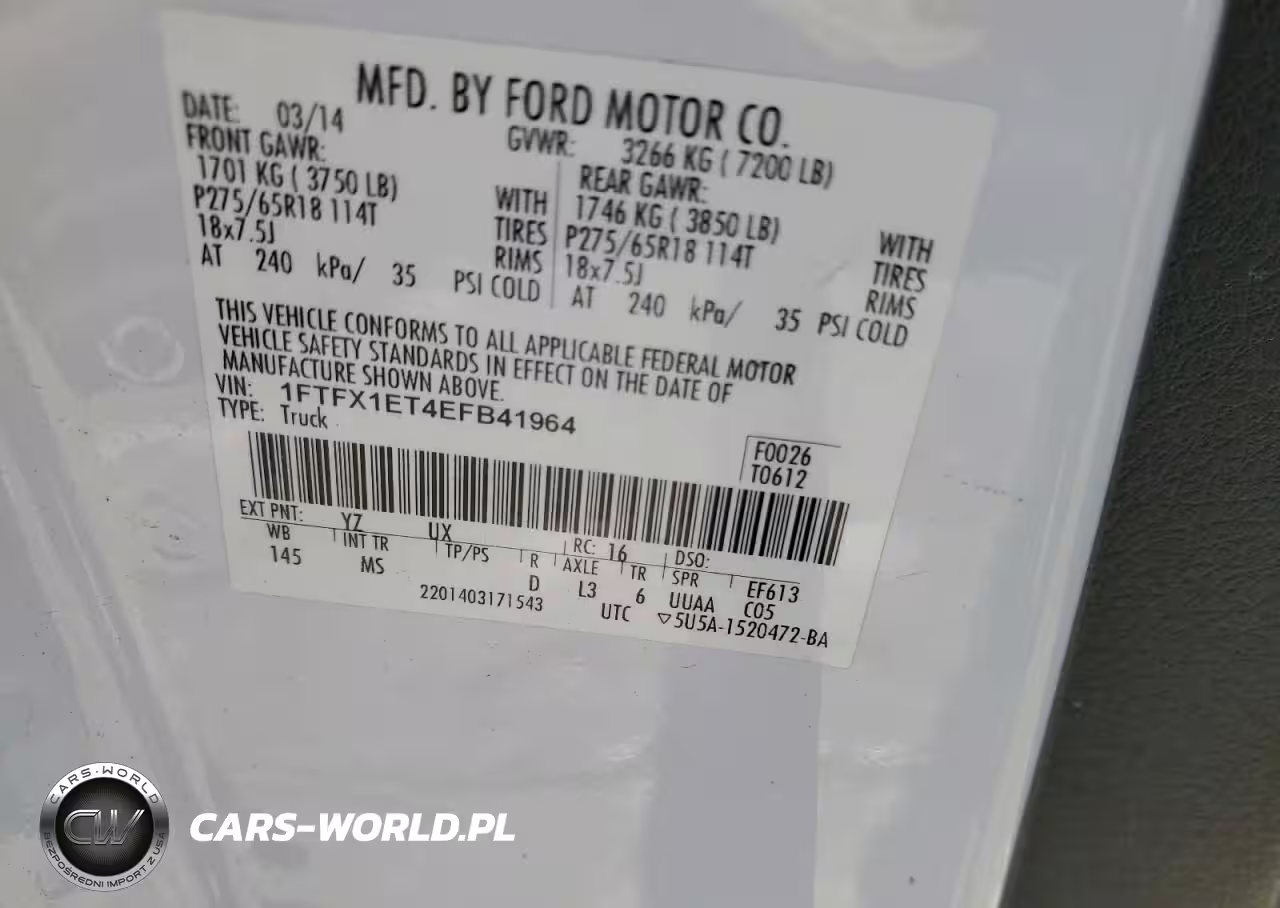 MFD. BY FORD MOTOR CO.
DATE: 03/14 GVWR: 3266 KG ( 7200 LB)
FRONT GAWR: REAR GAWR:
1701 KG ( 3750 LB) WITH 1746 KG ( 3850 LB) WITH
P275/65R18 114T TIRES P275/65R18 114T TIRES
18x7.5J RIMS 18x7.5J RIMS
AT 240 kPa/ 35 PSI COLD AT 240 kPa/ 35 PSI COLD
THIS VEHICLE CONFORMS TO ALL APPLICABLE FEDERAL MOTOR
VEHICLE SAFETY STANDARDS IN EFFECT ON THE DATE OF
MANUFACTURE SHOWN ABOVE.
VIN: 1FTFX1ET4EFB41964
TYPE: Truck
F0026
T0612
EXT PNT: YZ UX RC: 16 DSO:
WB INT TR TP/PS R AXLE TR SPR EF613
145 MS D L3 6 UUAA C05
2201403171543 UTC ▽5U5A-1520472-BA
CARS-WORLD
CW
BEZPOŚREDNI IMPORT Z USA
CARS-WORLD.PL